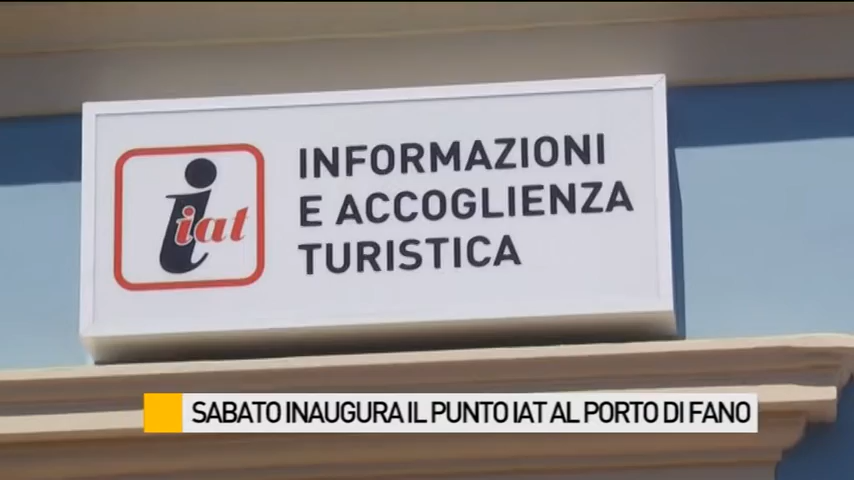 i
iat
INFORMAZIONI
E ACCOGLIENZA
TURISTICA
SABATO INAUGURA IL PUNTO IAT AL PORTO DI FANO